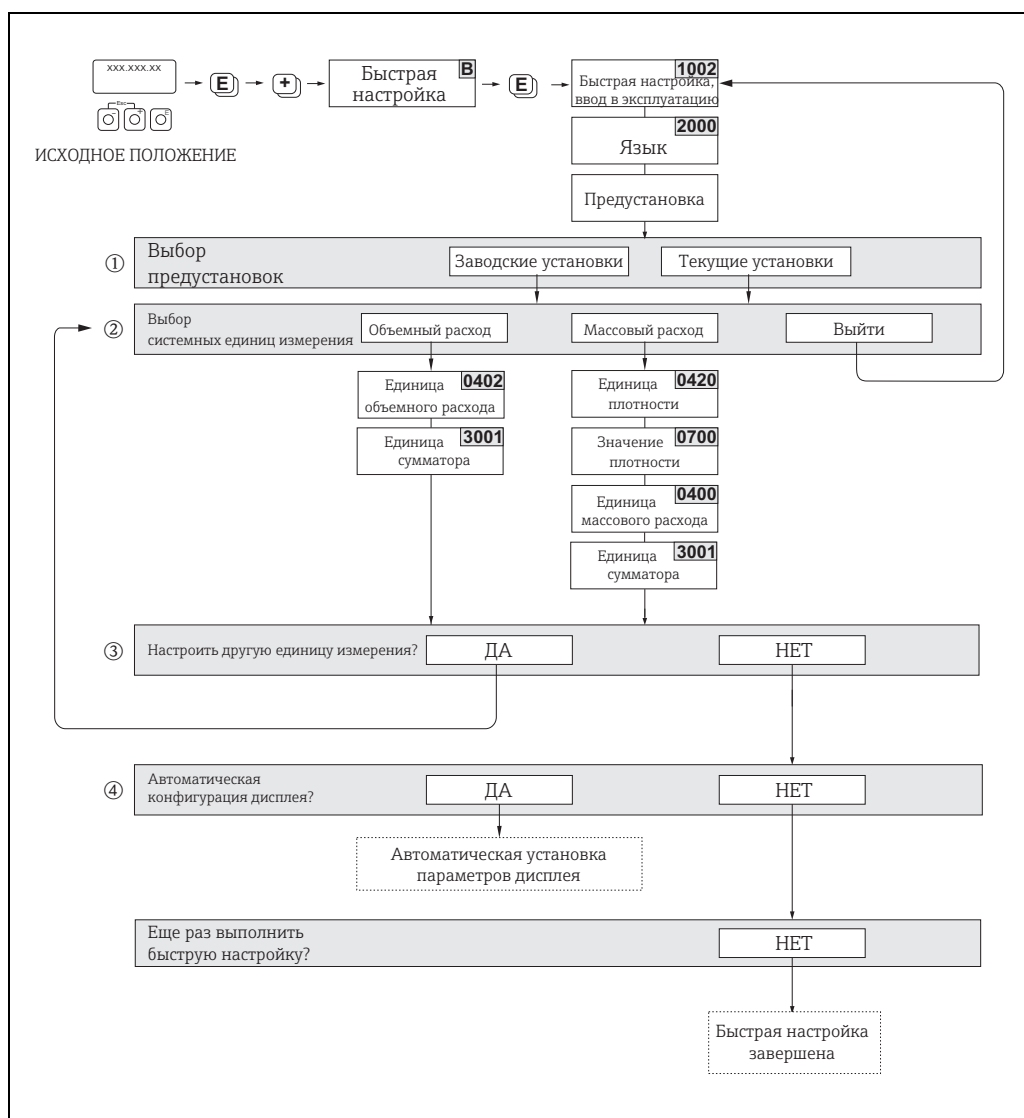 XXX.XXX.XX
Esc
- + E
E
+
B
Быстрая
настройка
E
1002
Быстрая настройка,
ввод в эксплуатацию
ИСХОДНОЕ ПОЛОЖЕНИЕ
2000
Язык
Предустановка
①
Выбор
предустановок
Заводские установки
Текущие установки
②
Выбор
системных единиц измерения
Объемный расход
Массовый расход
Выйти
Единица 0402
объемного расхода
Единица 3001
сумматора
Единица 0420
плотности
Значение 0700
плотности
Единица 0400
массового расхода
Единица 3001
сумматора
③
Настроить другую единицу измерения?
ДА
НЕТ
④
Автоматическая
конфигурация дисплея?
ДА
НЕТ
Автоматическая установка
параметров дисплея
Еще раз выполнить
быструю настройку?
НЕТ
Быстрая настройка
завершена